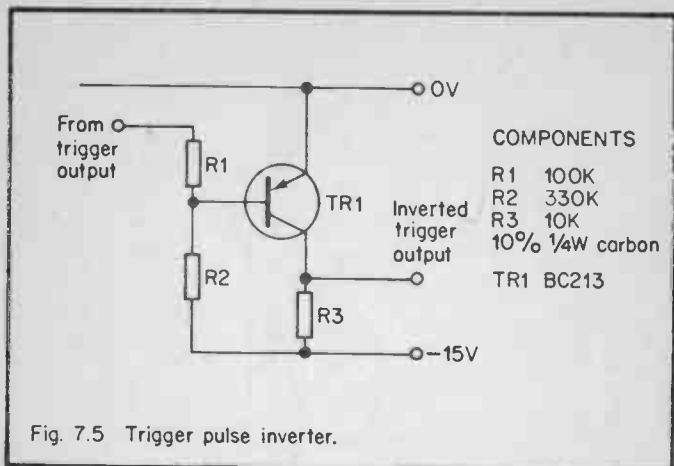 0V
From
trigger
output
R1
TR1
R2
Inverted
trigger
output
R3
-15V
COMPONENTS
R1 100K
R2 330K
R3 10K
10% 1/4W carbon
TR1 BC213
Fig. 7.5 Trigger pulse inverter.